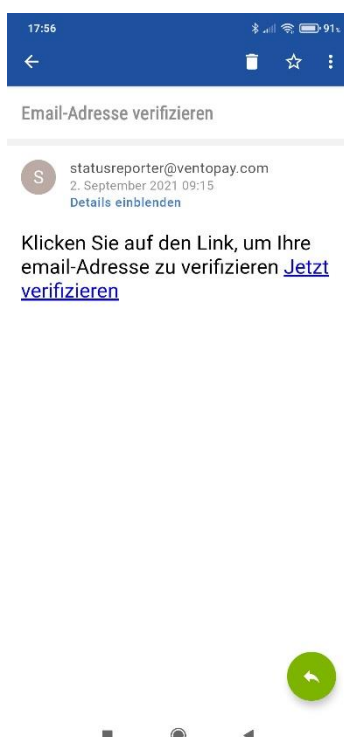 17:56
91%
Email-Adresse verifizieren
S
statusreporter@ventopay.com
2. September 2021 09:15
Details einblenden
Klicken Sie auf den Link, um Ihre
email-Adresse zu verifizieren Jetzt
verifizieren